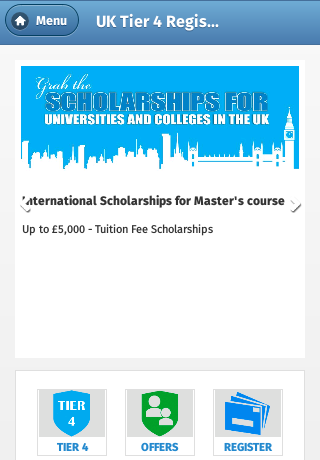 Menu
UK Tier 4 Regis...
Grab the
SCHOLARSHIPS FOR
UNIVERSITIES AND COLLEGES IN THE UK
International Scholarships for Master's course
Up to £5,000 - Tuition Fee Scholarships
TIER
4
TIER 4
OFFERS
REGISTER